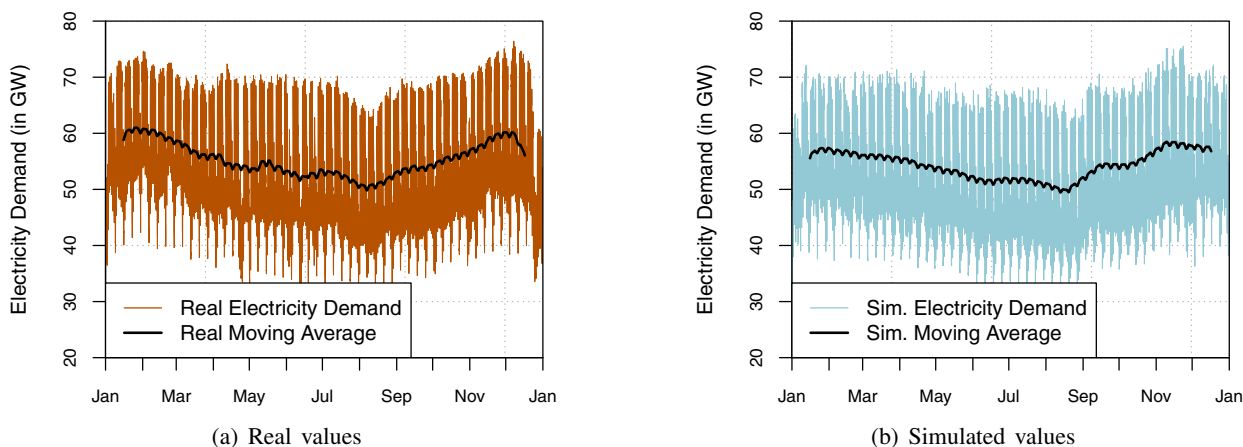 Electricity Demand (in GW)
80
70
60
50
40
30
20
Real Electricity Demand
Real Moving Average
Jan Mar May Jul Sep Nov Jan
(a) Real values
Electricity Demand (in GW)
80
70
60
50
40
30
20
Sim. Electricity Demand
Sim. Moving Average
Jan Mar May Jul Sep Nov Jan
(b) Simulated values